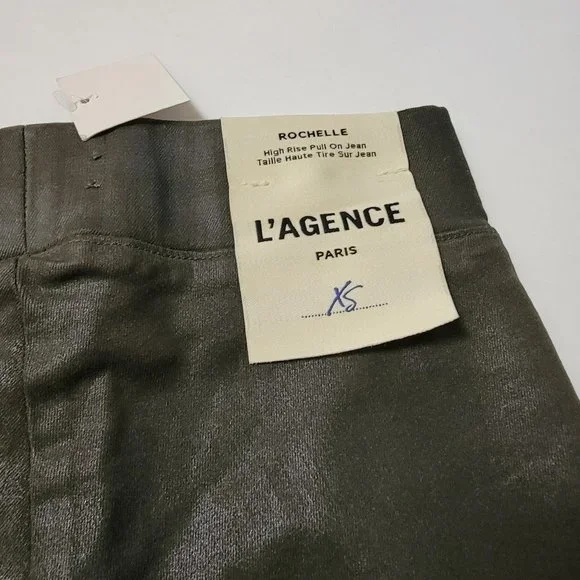 ROCHELLE
High Rise Pull On Jean
Taille Haute Tire Sur Jean
L'AGENCE
PARIS
XS